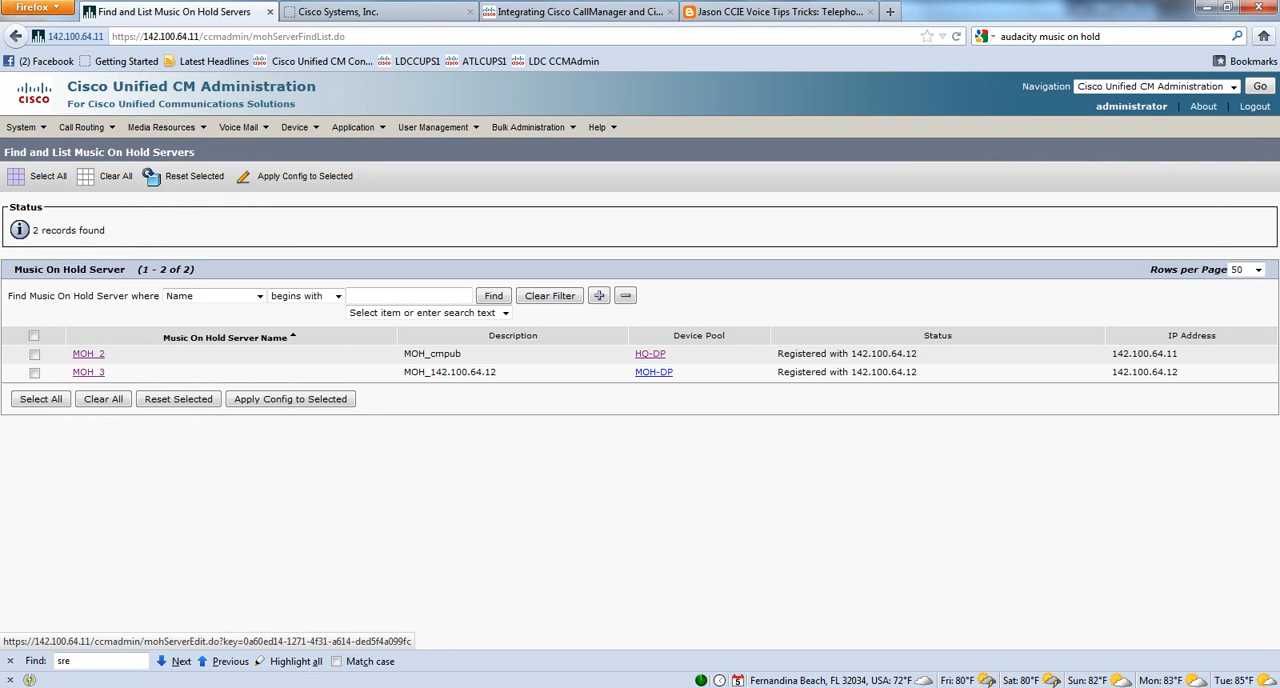 Firefox
Find and List Music On Hold Servers
Cisco Systems, Inc.
Integrating Cisco CallManager and Ci...
Jason CCIE Voice Tips Tricks: Telepho...
142.100.64.11
https://142.100.64.11/ccmadmin/mohServerFindList.do
audacity music on hold
(2) Facebook
Getting Started
Latest Headlines
Cisco Unified CM Con...
LDCCUPS1
ATLCUPS1
LDC CCMAdmin
Bookmarks
CISCO
Cisco Unified CM Administration
For Cisco Unified Communications Solutions
Navigation Cisco Unified CM Administration Go
administrator | About | Logout
System Call Routing Media Resources Voice Mail Device Application User Management Bulk Administration Help
Find and List Music On Hold Servers
Select All Clear All Reset Selected Apply Config to Selected
Status
2 records found
Music On Hold Server (1 - 2 of 2) Rows per Page 50
Find Music On Hold Server where Name begins with Find Clear Filter
Select item or enter search text
Music On Hold Server Name Description Device Pool Status IP Address
MOH_2 MOH_cmpub HQ-DP Registered with 142.100.64.12 142.100.64.11
MOH_3 MOH_142.100.64.12 MOH-DP Registered with 142.100.64.12 142.100.64.12
Select All Clear All Reset Selected Apply Config to Selected
https://142.100.64.11/ccmadmin/mohServerEdit.do?key=0a60ed14-1271-4f31-a614-ded5f4a099fc
Find: sre Next Previous Highlight all Match case
5 Fernandina Beach, FL 32034, USA: 72°F Fri: 80°F Sat: 80°F Sun: 82°F Mon: 83°F Tue: 85°F